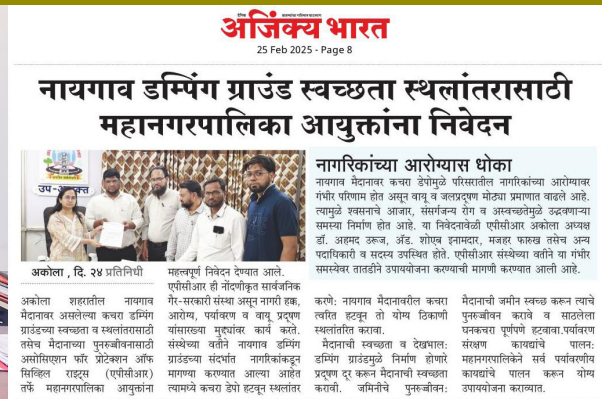 अजिंक्य भारत
25 Feb 2025 - Page 8
नायगाव डम्पिंग ग्राउंड स्वच्छता स्थलांतरासाठी
महानगरपालिका आयुक्तांना निवेदन
उप-आयुक्त
नागरिकांच्या आरोग्यास धोका
नायगाव मैदानावर कचरा डेपोमुळे परिसरातील नागरिकांच्या आरोग्यावर
गंभीर परिणाम होत असून वायु व जलप्रदूषण मोठ्या प्रमाणात वाढले आहे.
त्यामुळे श्वसनाचे आजार, संसर्गजन्य रोग व अस्वच्छतेमुळे उद्भवणाऱ्या
समस्या निर्माण होत आहे. या निवेदनावेळी एपीसीआर अकोला अध्यक्ष
डॉ. अहमद उरूज, अँड. शोएब इनामदार, मजहर फारुख तसेच अन्य
पदाधिकारी व सदस्य उपस्थित होते. एपीसीआर संस्थेच्या वतीने या गंभीर
समस्येवर तातडीने उपाययोजना करण्याची मागणी करण्यात आली आहे.
अकोला , दि. २४ प्रतिनिधी
अकोला शहरातील नायगाव
मैदानावर असलेल्या कचरा डम्पिंग
ग्राउंडच्या स्वच्छता व स्थलांतरासाठी
तसेच मैदानाच्या पुनरुज्जीवनासाठी
असोसिएशन फॉर प्रोटेक्शन ऑफ
सिव्हिल राइट्स (एपीसीआर)
तर्फे महानगरपालिका आयुक्तांना
महत्त्वपूर्ण निवेदन देण्यात आले.
एपीसीआर ही नोंदणीकृत सार्वजनिक
गैर-सरकारी संस्था असून नागरी हक्क,
आरोग्य, पर्यावरण व वायू प्रदूषण
यांसारख्या मुद्द्यांवर कार्य करते.
संस्थेच्या वतीने नायगाव डम्पिंग
ग्राउंडच्या संदर्भात नागरिकांकडून
मागण्या करण्यात आल्या आहेत
त्यामध्ये कचरा डेपो हटवून स्थलांतर
करणे: नायगाव मैदानावरील कचरा
त्वरित हटवून तो योग्य ठिकाणी
स्थलांतरित करावा.
मैदानाची स्वच्छता व देखभाल:
डम्पिंग ग्राउंडमुळे निर्माण होणारे
प्रदूषण दूर करून मैदानाची स्वच्छता
करावी. जमिनीचे पुनरुज्जीवन:
मैदानाची जमीन स्वच्छ करून त्याचे
पुनरुज्जीवन करावे व साठलेला
घनकचरा पूर्णपणे हटवावा.पर्यावरण
संरक्षण कायद्यांचे पालन:
महानगरपालिकेने सर्व पर्यावरणीय
कायद्यांचे पालन करून योग्य
उपाययोजना कराव्यात.